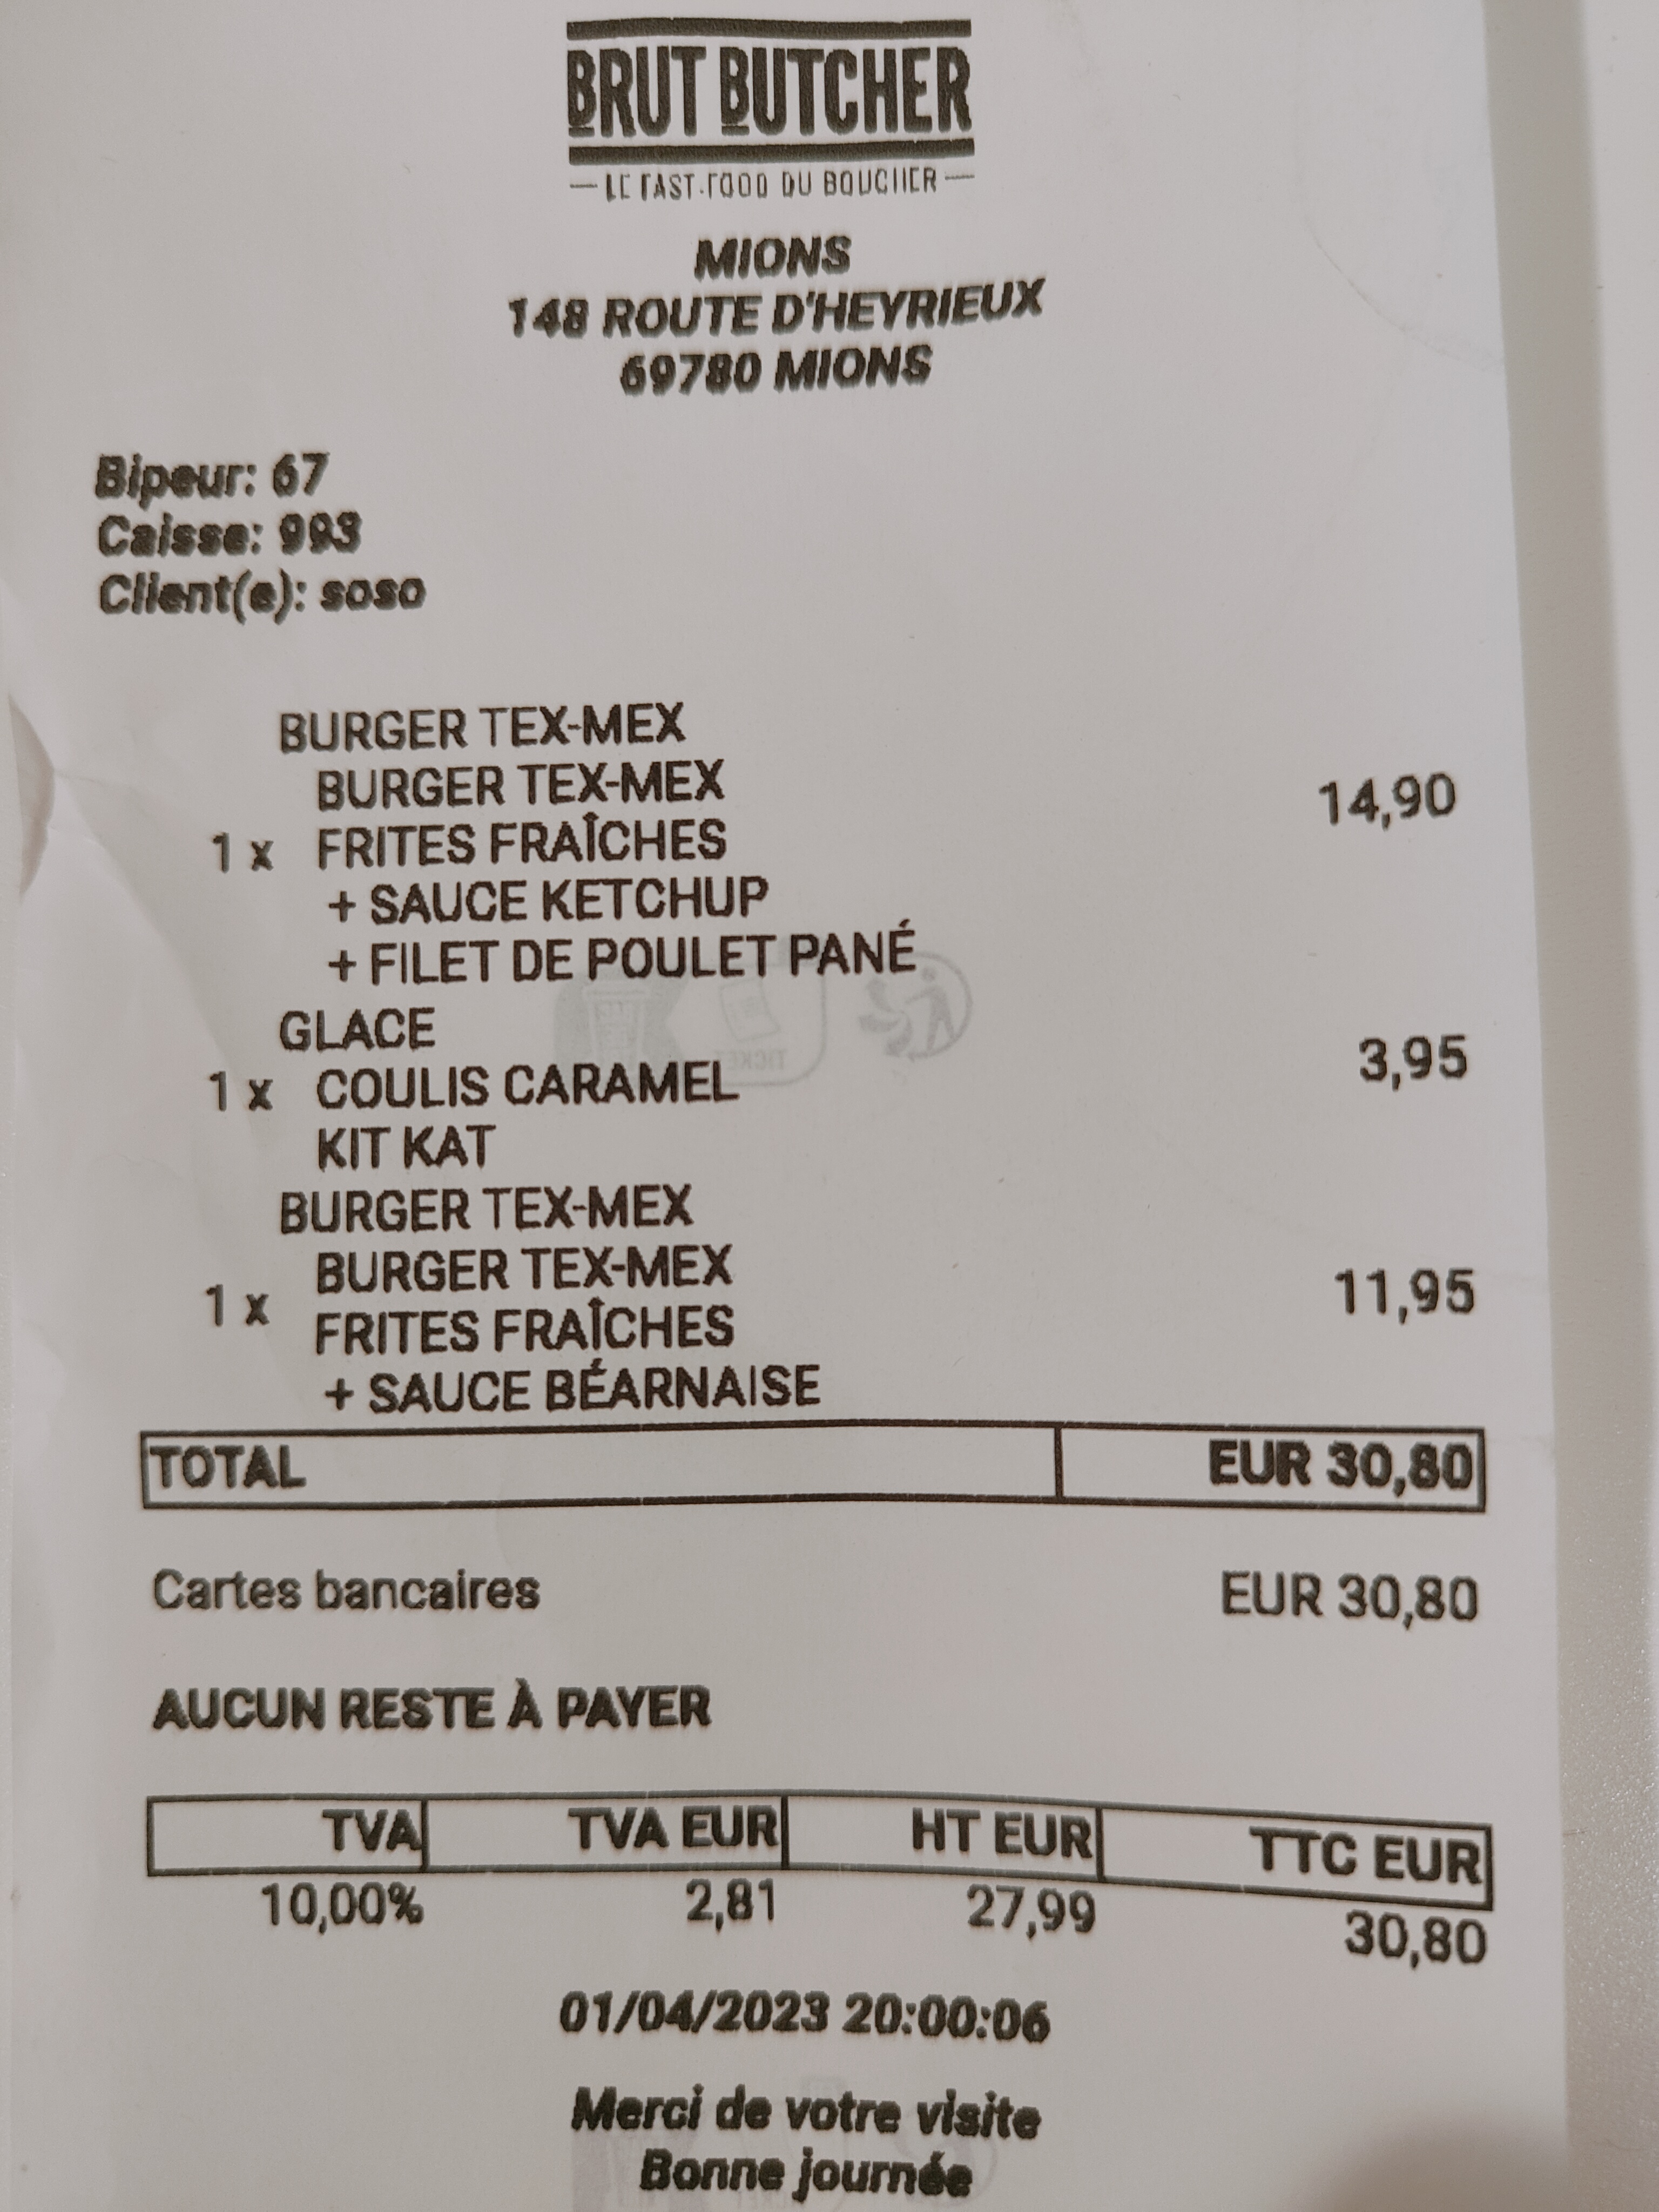 BRUT BUTCHER
— LE FAST-FOOD DU BOUCHER —
MIONS
148 ROUTE D'HEYRIEUX
69780 MIONS
Bipeur: 67
Caisse: 993
Client(e): soso
BURGER TEX-MEX
BURGER TEX-MEX 14,90
1 x FRITES FRAÎCHES
+ SAUCE KETCHUP
+ FILET DE POULET PANÉ
GLACE
1 x COULIS CARAMEL 3,95
KIT KAT
BURGER TEX-MEX
BURGER TEX-MEX
1 x 11,95
FRITES FRAÎCHES
+ SAUCE BÉARNAISE
TOTAL EUR 30,80
Cartes bancaires EUR 30,80
AUCUN RESTE À PAYER
TVA TVA EUR HT EUR TTC EUR
10,00% 2,81 27,99 30,80
01/04/2023 20:00:06
Merci de votre visite
Bonne journée